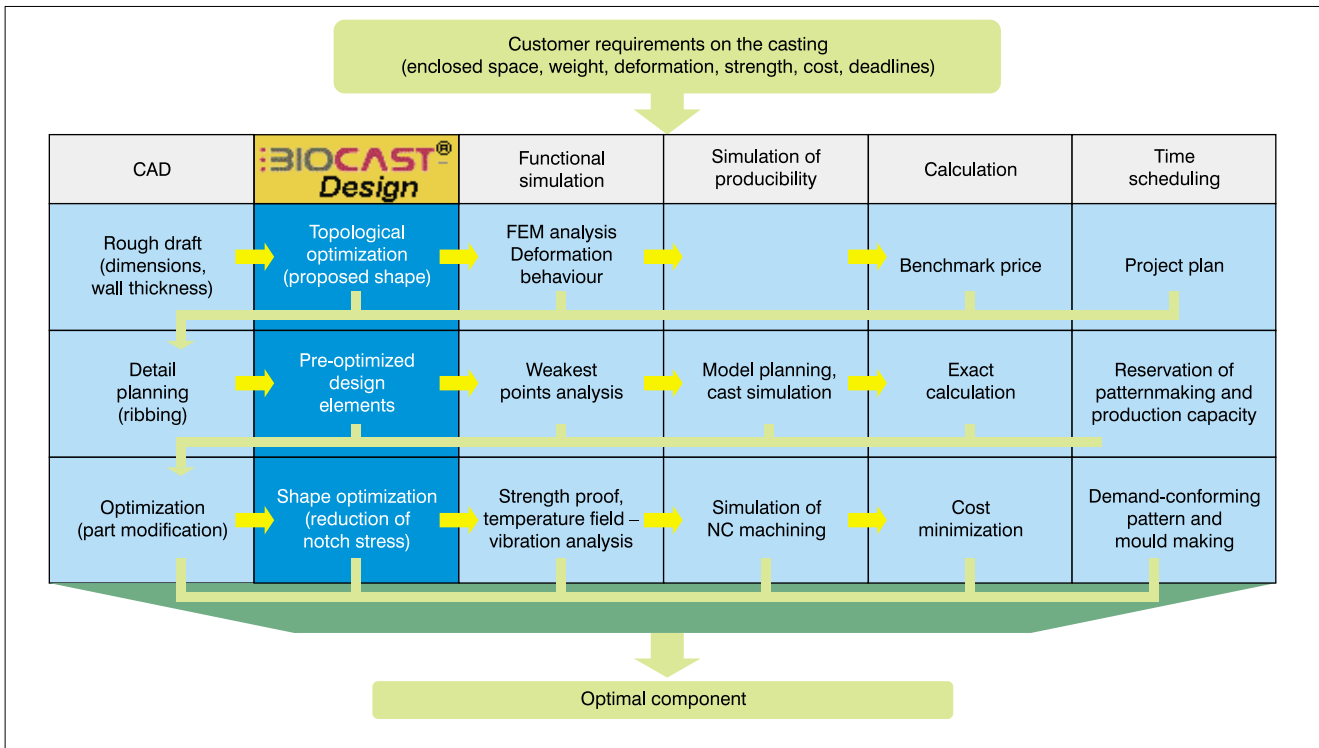 Customer requirements on the casting
(enclosed space, weight, deformation, strength, cost, deadlines)
CAD
BIOCAST®
Design
Functional
simulation
Simulation of
producibility
Calculation
Time
scheduling
Rough draft
(dimensions,
wall thickness)
Topological
optimization
(proposed shape)
FEM analysis
Deformation
behaviour
Benchmark price
Project plan
Detail
planning
(ribbing)
Pre-optimized
design
elements
Weakest
points analysis
Model planning,
cast simulation
Exact
calculation
Reservation of
patternmaking and
production capacity
Optimization
(part modification)
Shape optimization
(reduction of
notch stress)
Strength proof,
temperature field –
vibration analysis
Simulation of
NC machining
Cost
minimization
Demand-conforming
pattern and
mould making
Optimal component